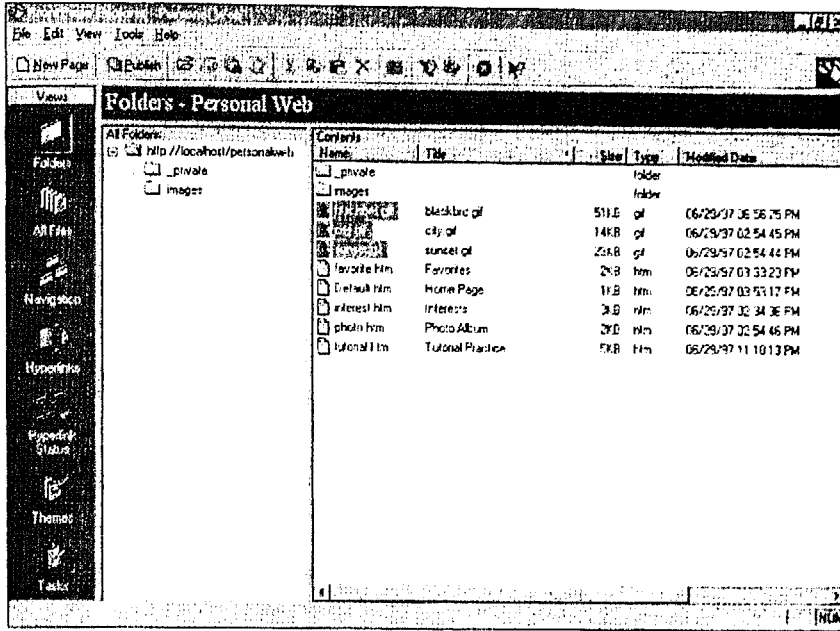 File Edit View Tools Help
New Page Publish
Views
Folders - Personal Web
Folders
All Files
Navigation
Hyperlinks
Hyperlink Status
Themes
Tasks
All Folders
http://localhost/personalweb
_private
images
Contents
Name Title Size Type Modified Date
_private folder
images folder
blackbrd.gif 51KB gif
city.gif 14KB gif 06/29/97 02:54:45 PM
sunset.gif 23KB gif 06/29/97 02:54:44 PM
favorite.htm Favorites 2KB htm 06/29/97 03:33:23 PM
Default.htm Home Page 1KB htm 06/29/97 03:53:17 PM
interest.htm Interests htm
photo.htm Photo Album 2KB htm 06/29/97 02:54:46 PM
tutorial.htm Tutorial Practice 5KB htm 06/29/97 11:10:13 PM